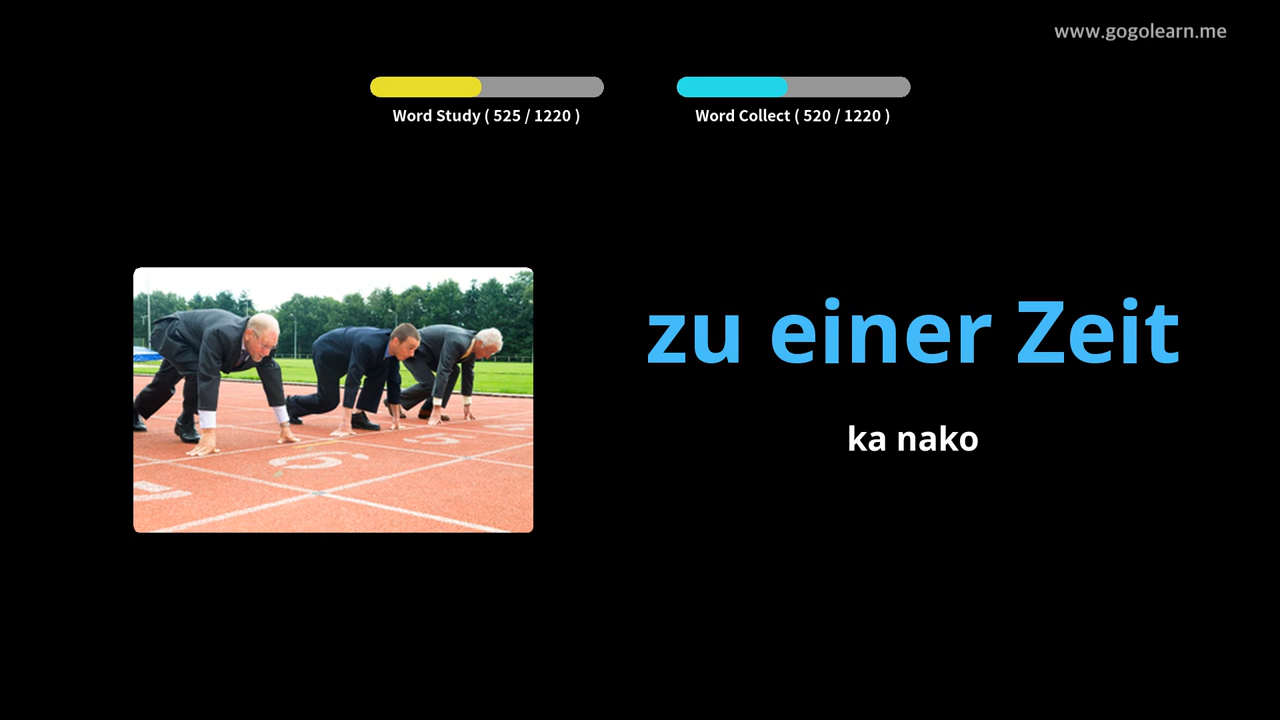 www.gogolearn.me
Word Study ( 525 / 1220 )
Word Collect ( 520 / 1220 )
zu einer Zeit
ka nako